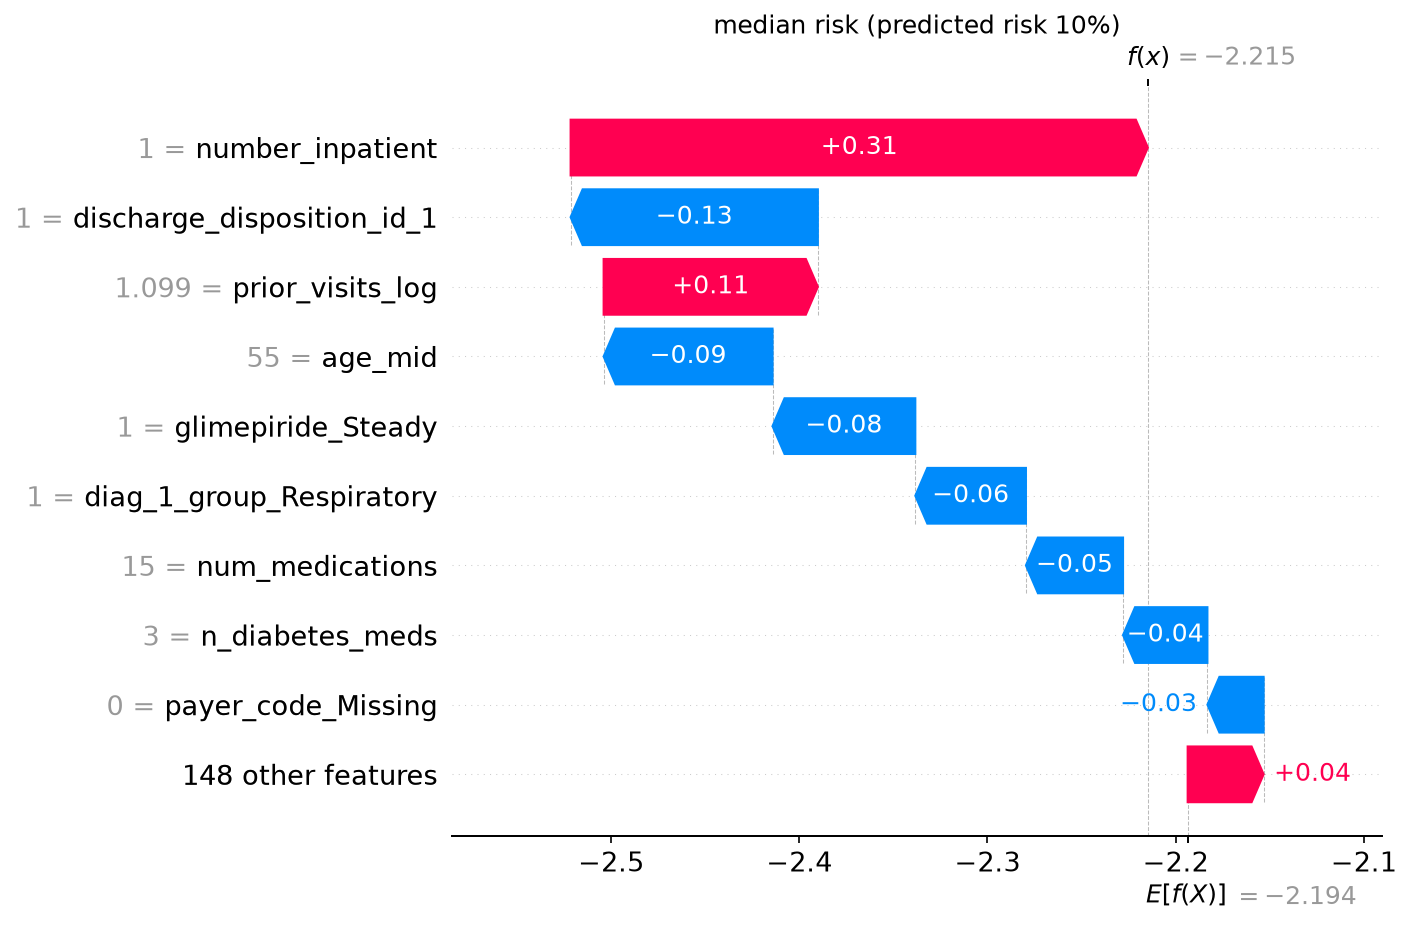 median risk (predicted risk 10%)
f(x) = −2.215
1 = number_inpatient +0.31
1 = discharge_disposition_id_1 −0.13
1.099 = prior_visits_log +0.11
55 = age_mid −0.09
1 = glimepiride_Steady −0.08
1 = diag_1_group_Respiratory −0.06
15 = num_medications −0.05
3 = n_diabetes_meds −0.04
0 = payer_code_Missing −0.03
148 other features +0.04
−2.5 −2.4 −2.3 −2.2 −2.1
E[f(X)] = −2.194